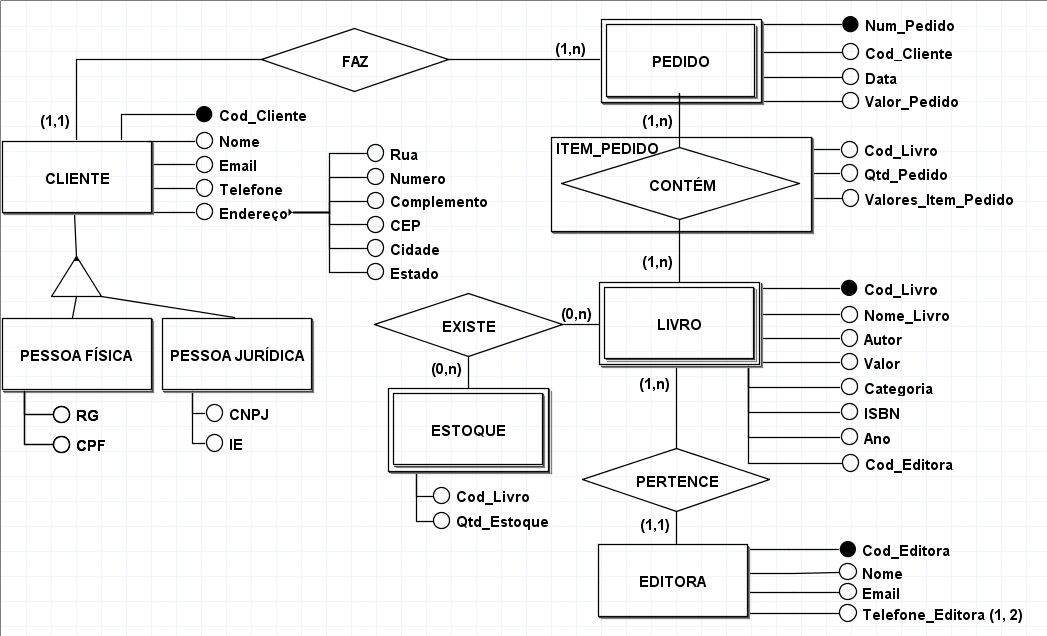 FAZ
(1,n)
PEDIDO
Num_Pedido
Cod_Cliente
Data
Valor_Pedido
(1,1)
(1,n)
CLIENTE
Cod_Cliente
Nome
Email
Telefone
Endereço
Rua
Numero
Complemento
CEP
Cidade
Estado
ITEM_PEDIDO
CONTÉM
Cod_Livro
Qtd_Pedido
Valores_Item_Pedido
(1,n)
PESSOA FÍSICA
RG
CPF
PESSOA JURÍDICA
CNPJ
IE
EXISTE
(0,n)
LIVRO
Cod_Livro
Nome_Livro
Autor
Valor
Categoria
ISBN
Ano
Cod_Editora
(0,n)
(1,n)
ESTOQUE
Cod_Livro
Qtd_Estoque
PERTENCE
(1,1)
EDITORA
Cod_Editora
Nome
Email
Telefone_Editora (1, 2)